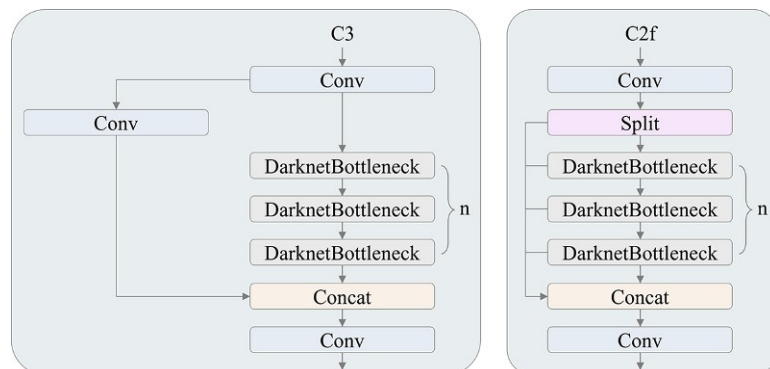 C3
Conv
Conv
DarknetBottleneck
DarknetBottleneck
n
DarknetBottleneck
Concat
Conv
C2f
Conv
Split
DarknetBottleneck
DarknetBottleneck
n
DarknetBottleneck
Concat
Conv